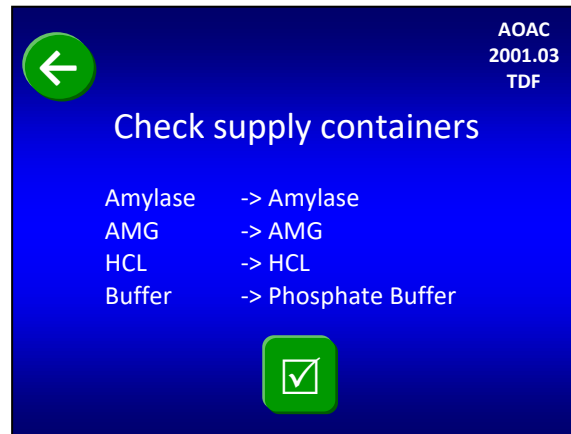 AOAC
2001.03
TDF
Check supply containers
Amylase -> Amylase
AMG -> AMG
HCL -> HCL
Buffer -> Phosphate Buffer